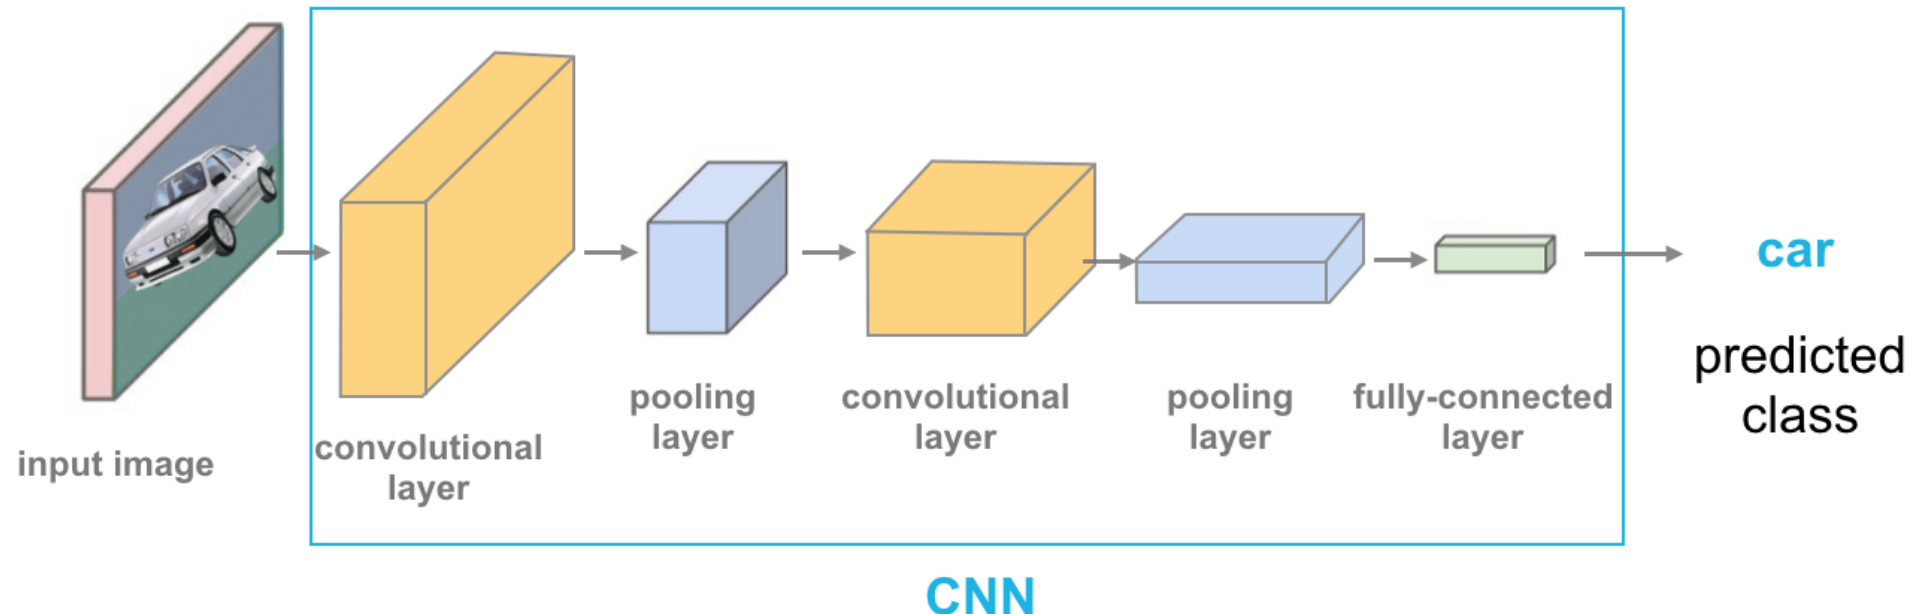 input image
convolutional
layer
pooling
layer
convolutional
layer
pooling
layer
fully-connected
layer
car
predicted
class
CNN